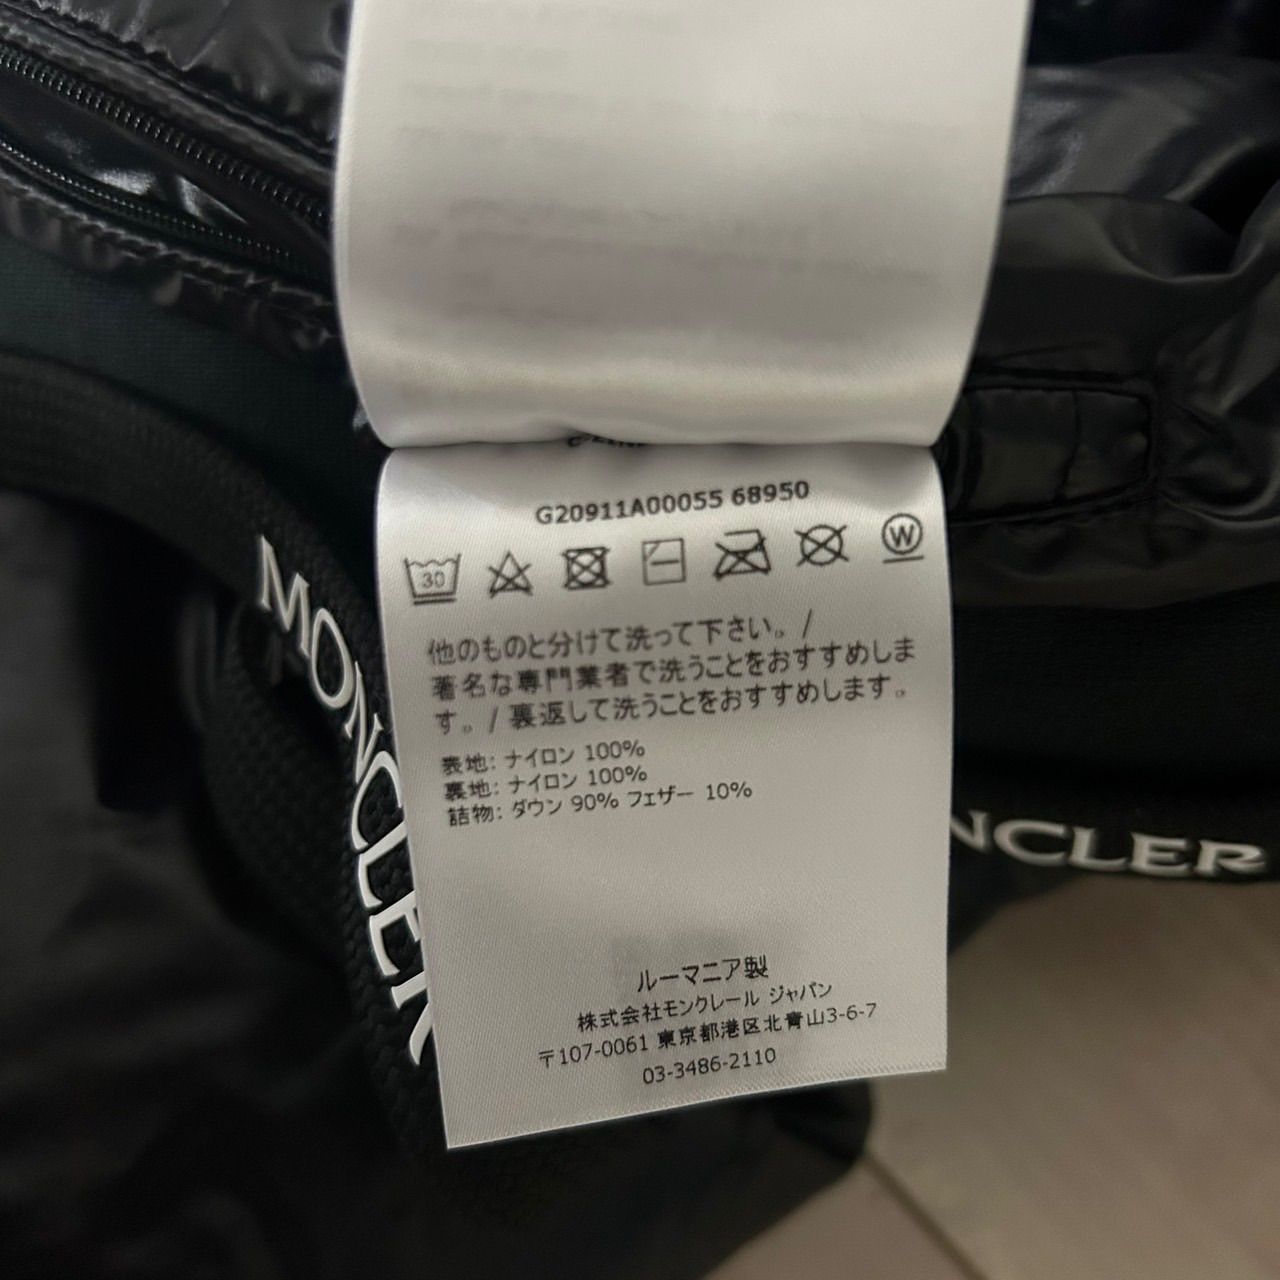 G20911A00055 68950
30
W
他のものと分けて洗って下さい。/
著名な専門業者で洗うことをおすすめしま
す。/ 裏返して洗うことをおすすめします。
表地: ナイロン 100%
裏地: ナイロン 100%
詰物: ダウン 90% フェザー 10%
ルーマニア製
株式会社モンクレール ジャパン
〒107-0061 東京都港区北青山3-6-7
03-3486-2110
MONCLER
NCLER